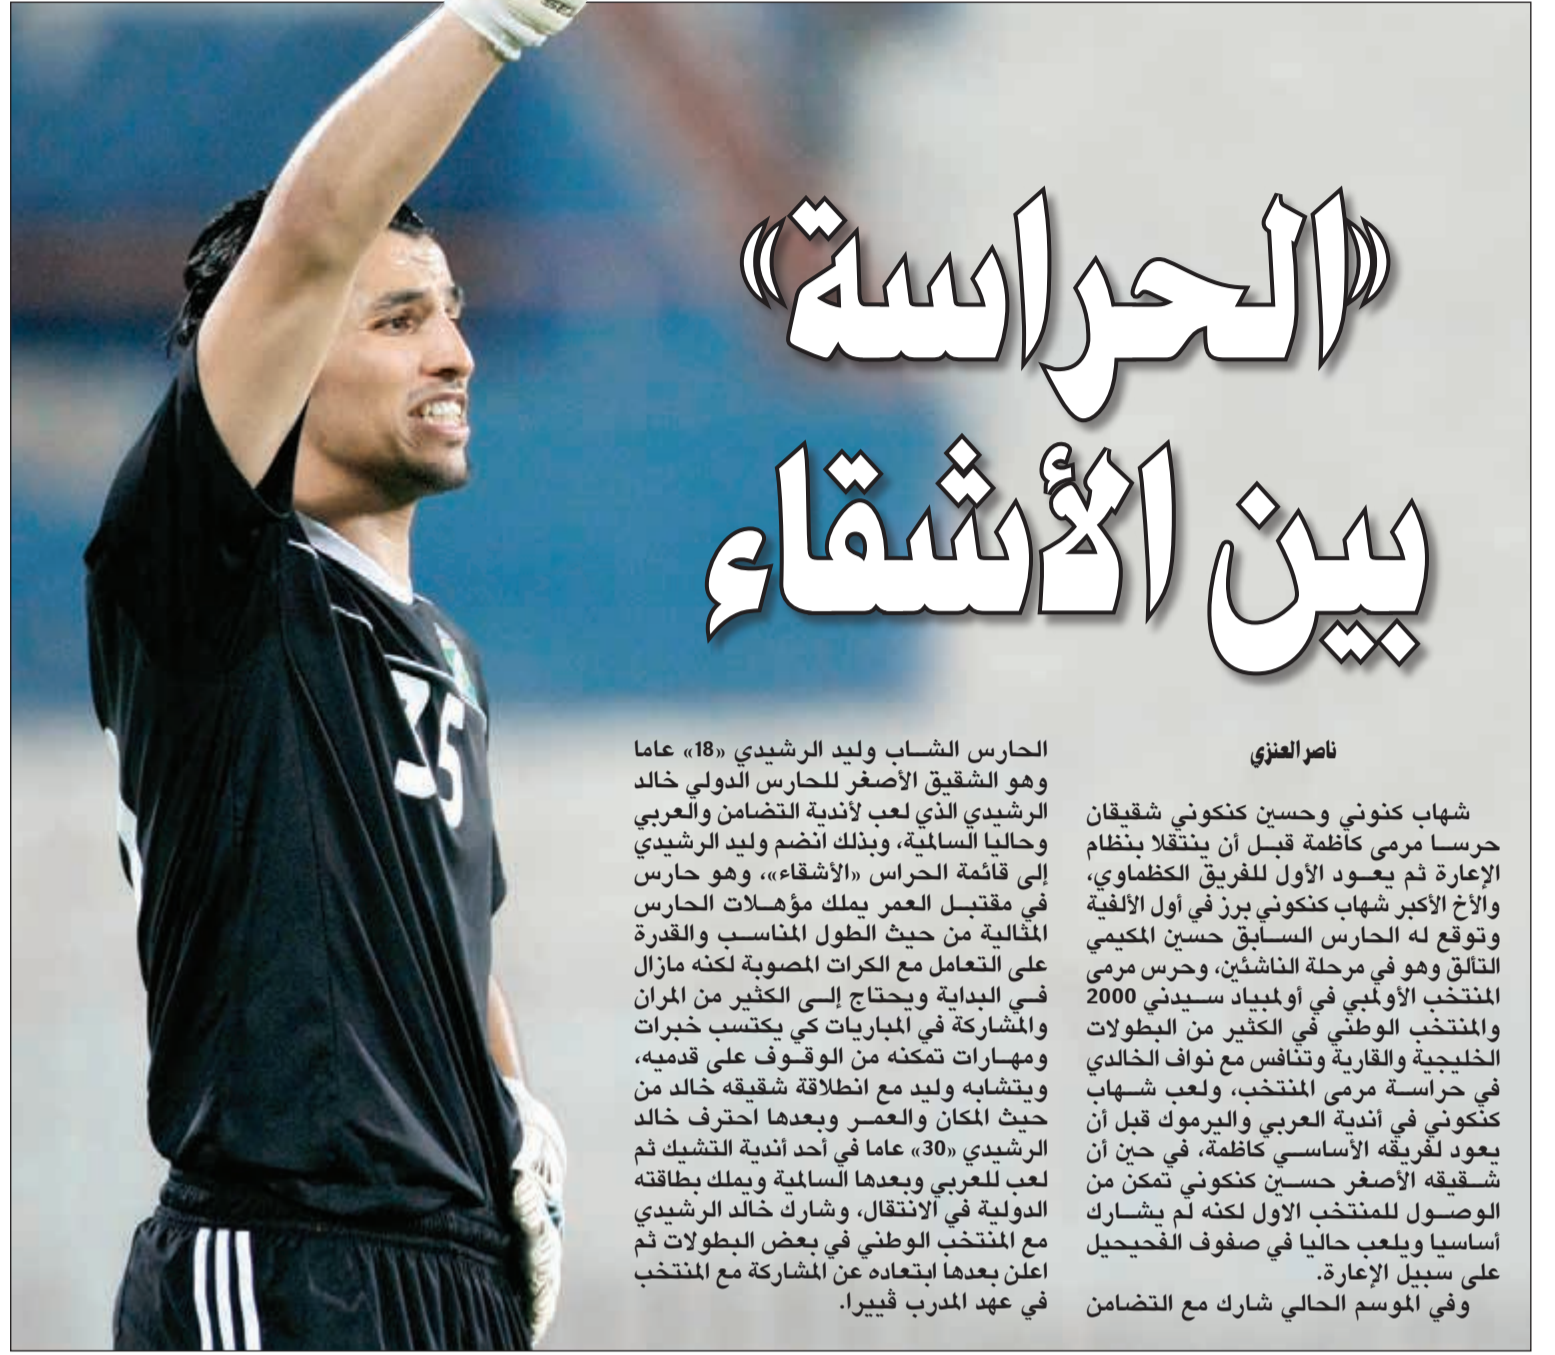 «الحراسة»
بين الأشقاء
ناصر العنزي
شهاب كنوني وحسين كنكوني شقيقان
حرسا مرمى كاظمة قبل أن ينتقلا بنظام
الإعارة ثم يعود الأول للفريق الكظماوي،
والأخ الأكبر شهاب كنكوني برز في أول الألفية
وتوقع له الحارس السابق حسين المكيمي
التألق وهو في مرحلة الناشئين، وحرس مرمى
المنتخب الأولمبي في أولمبياد سيدني 2000
والمنتخب الوطني في الكثير من البطولات
الخليجية والقارية وتنافس مع نواف الخالدي
في حراسة مرمى المنتخب، ولعب شهاب
كنكوني في أندية العربي واليرموك قبل أن
يعود لفريقه الأساسي كاظمة، في حين أن
شقيقه الأصغر حسين كنكوني تمكن من
الوصول للمنتخب الاول لكنه لم يشارك
أساسيا ويلعب حاليا في صفوف الفحيحيل
على سبيل الإعارة.
وفي الموسم الحالي شارك مع التضامن
الحارس الشاب وليد الرشيدي «18» عاما
وهو الشقيق الأصغر للحارس الدولي خالد
الرشيدي الذي لعب لأندية التضامن والعربي
وحاليا السالمية، وبذلك انضم وليد الرشيدي
إلى قائمة الحراس «الأشقاء»، وهو حارس
في مقتبل العمر يملك مؤهلات الحارس
المثالية من حيث الطول المناسب والقدرة
على التعامل مع الكرات المصوبة لكنه مازال
في البداية ويحتاج إلى الكثير من المران
والمشاركة في المباريات كي يكتسب خبرات
ومهارات تمكنه من الوقوف على قدميه،
ويتشابه وليد مع انطلاقة شقيقه خالد من
حيث المكان والعمر وبعدها احترف خالد
الرشيدي «30» عاما في أحد أندية التشيك ثم
لعب للعربي وبعدها السالمية ويملك بطاقته
الدولية في الانتقال، وشارك خالد الرشيدي
مع المنتخب الوطني في بعض البطولات ثم
اعلن بعدها ابتعاده عن المشاركة مع المنتخب
في عهد المدرب ڤييرا.
35